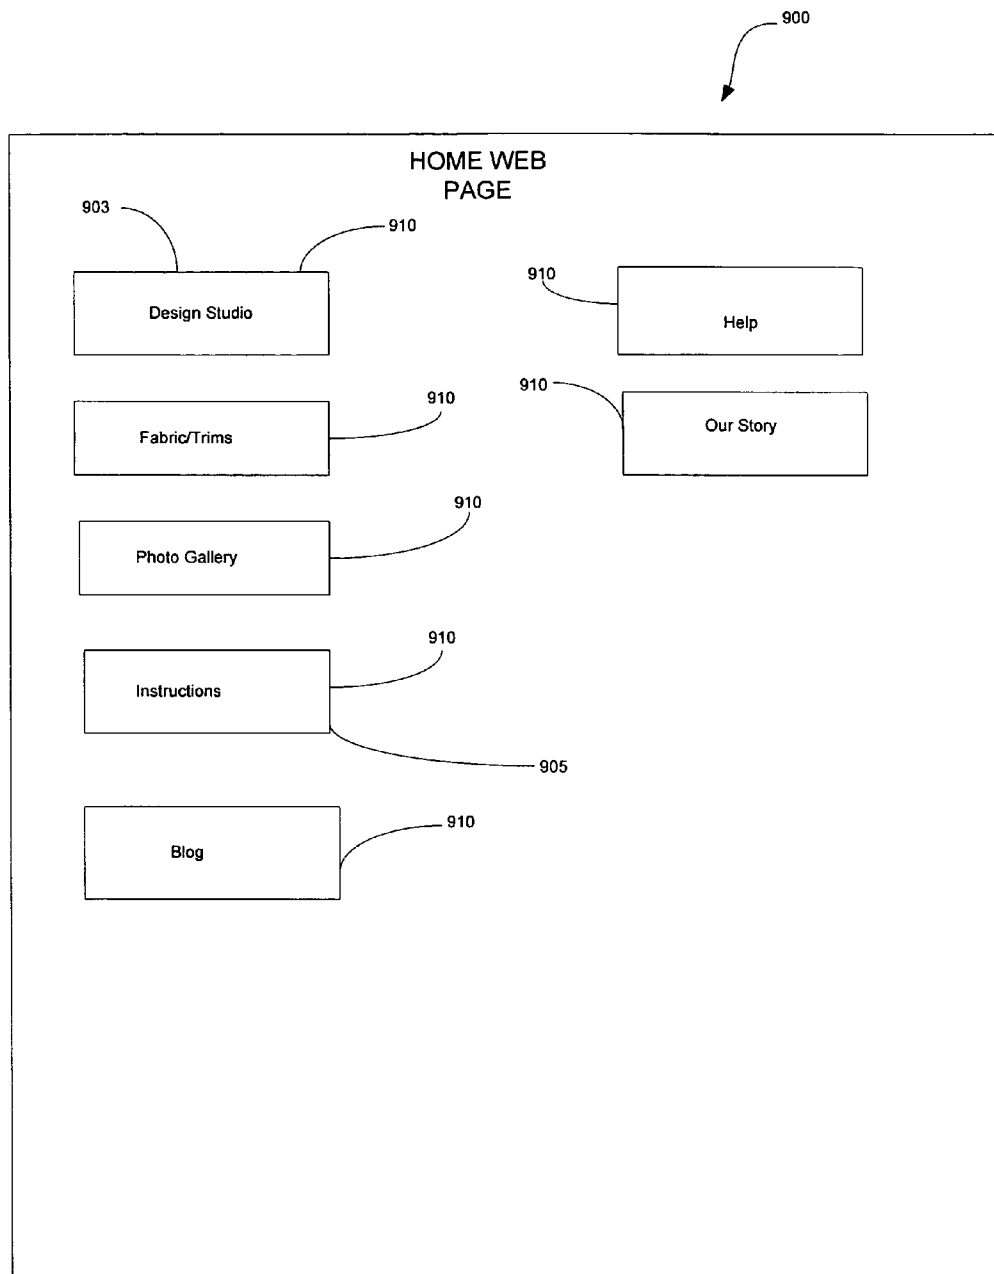 900
HOME WEB
PAGE
903
910
Design Studio
910
Help
910
Fabric/Trims
910
Our Story
910
Photo Gallery
910
Instructions
905
910
Blog